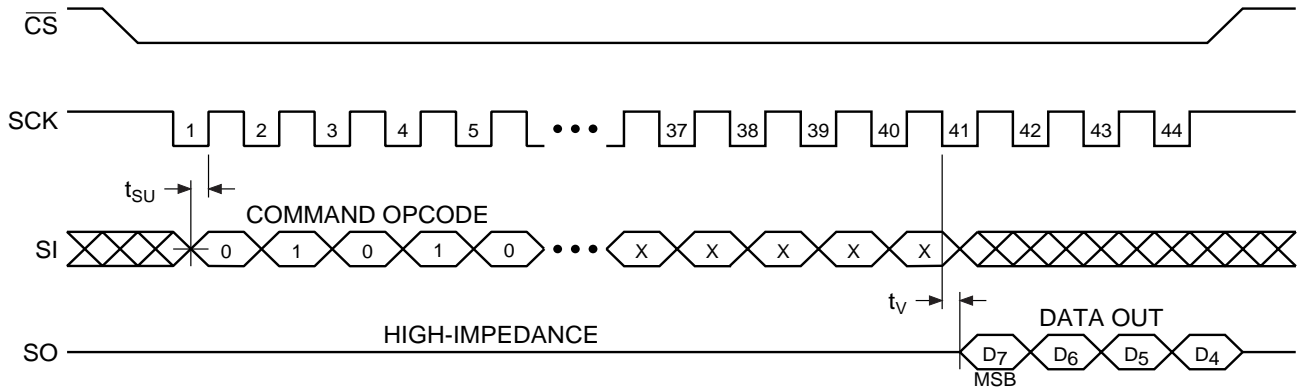 CS
SCK 1 2 3 4 5 ••• 37 38 39 40 41 42 43 44
tSU
COMMAND OPCODE
SI 0 1 0 1 0 ••• X X X X X
tV
HIGH-IMPEDANCE DATA OUT
SO D7 D6 D5 D4
MSB